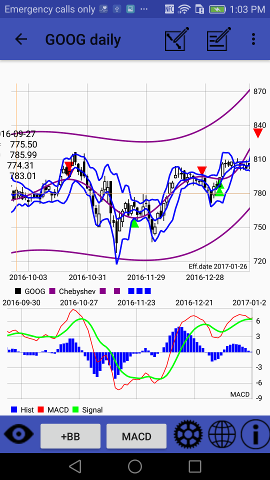 Emergency calls only ... 1:03 PM
GOOG daily
870
840
16-09-27
775.50
785.99
774.31
783.01
810
780
750
720
Eff.date 2017-01-26
2016-10-03 2016-10-31 2016-11-29 2016-12-28
GOOG Chebyshev
2016-09-30 2016-10-27 2016-11-23 2016-12-21 2017-01-2
6
3
0
-3
-6
-9
MACD
Hist MACD Signal
+BB MACD